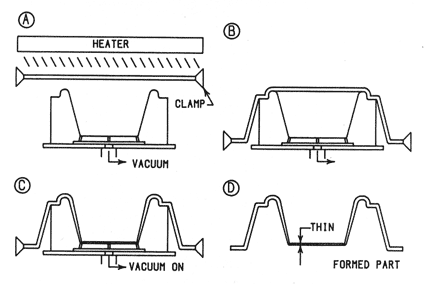 A
HEATER
CLAMP
VACUUM
B
C
VACUUM ON
D
THIN
FORMED PART